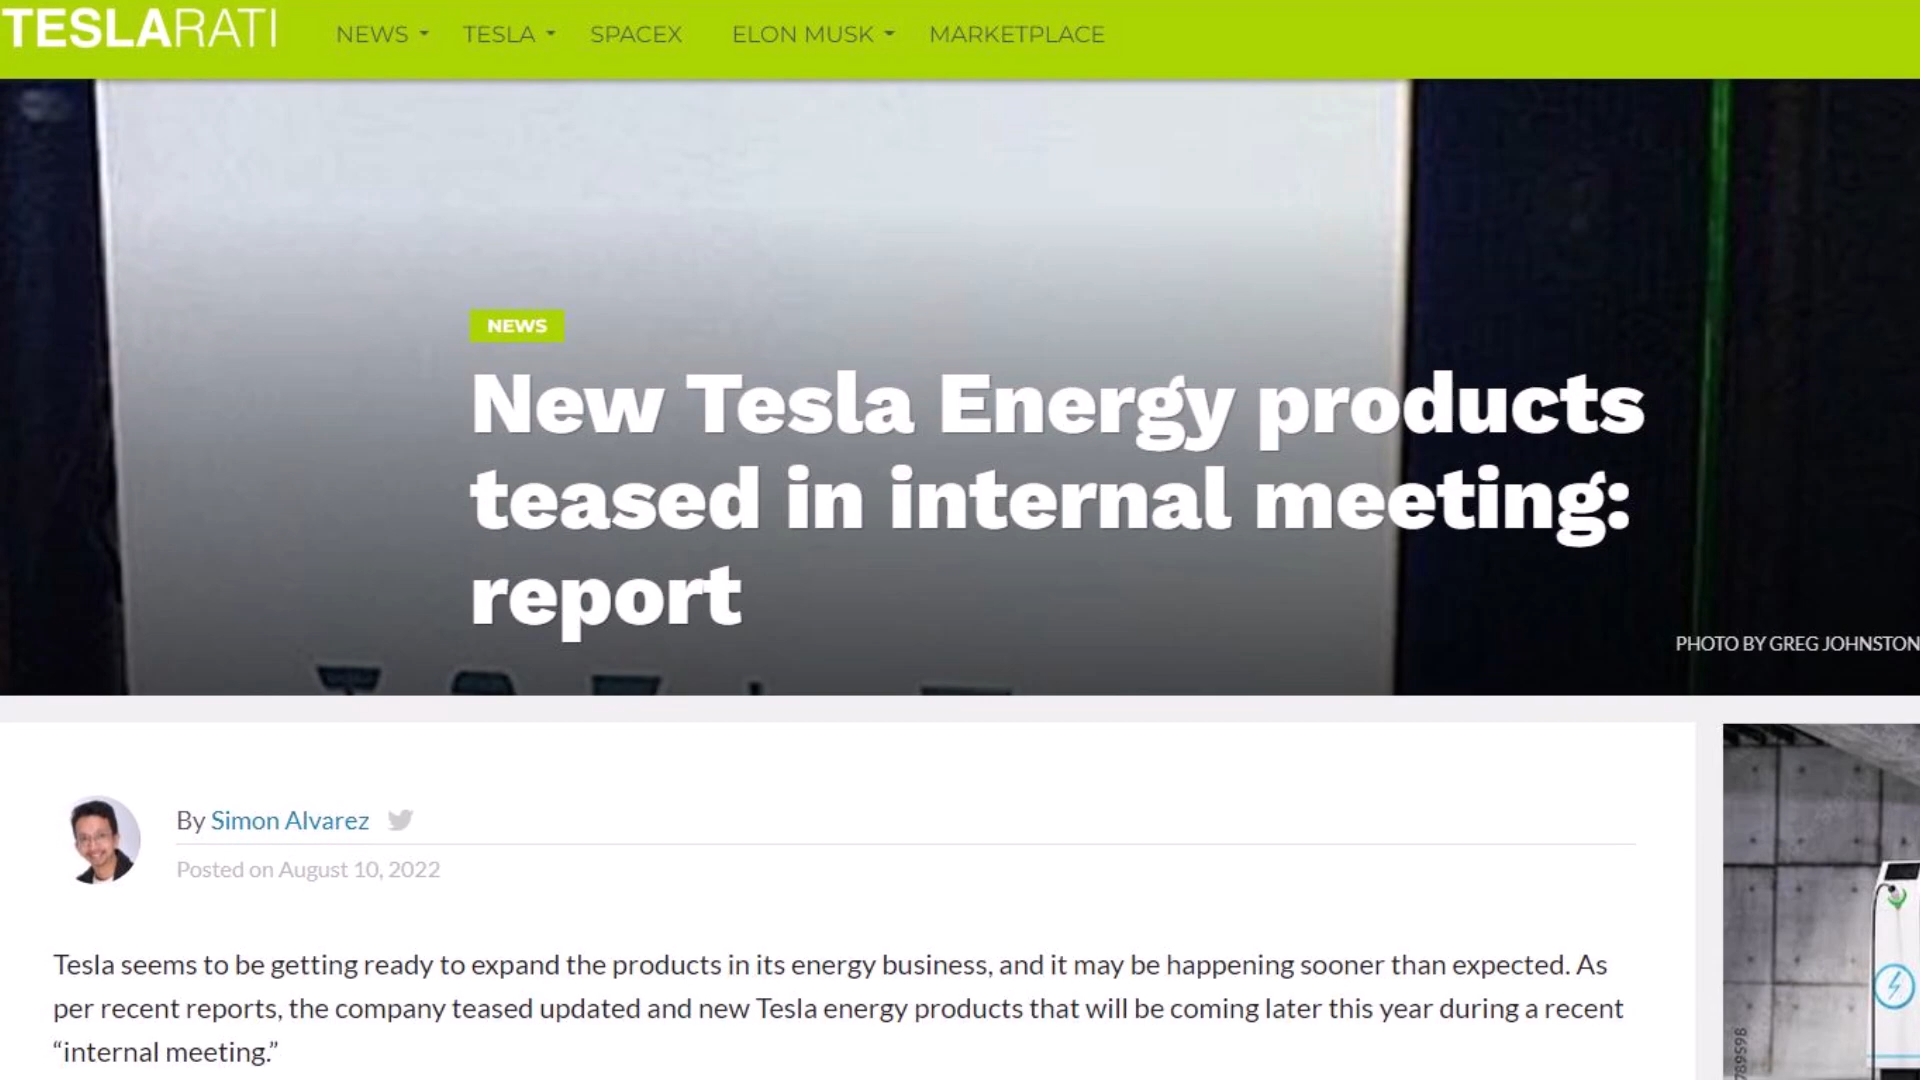 TESLARATI
NEWS TESLA SPACEX ELON MUSK MARKETPLACE
NEWS
New Tesla Energy products
teased in internal meeting:
report
PHOTO BY GREG JOHNSTON
By Simon Alvarez
Posted on August 10, 2022
Tesla seems to be getting ready to expand the products in its energy business, and it may be happening sooner than expected. As
per recent reports, the company teased updated and new Tesla energy products that will be coming later this year during a recent
“internal meeting.”
789598